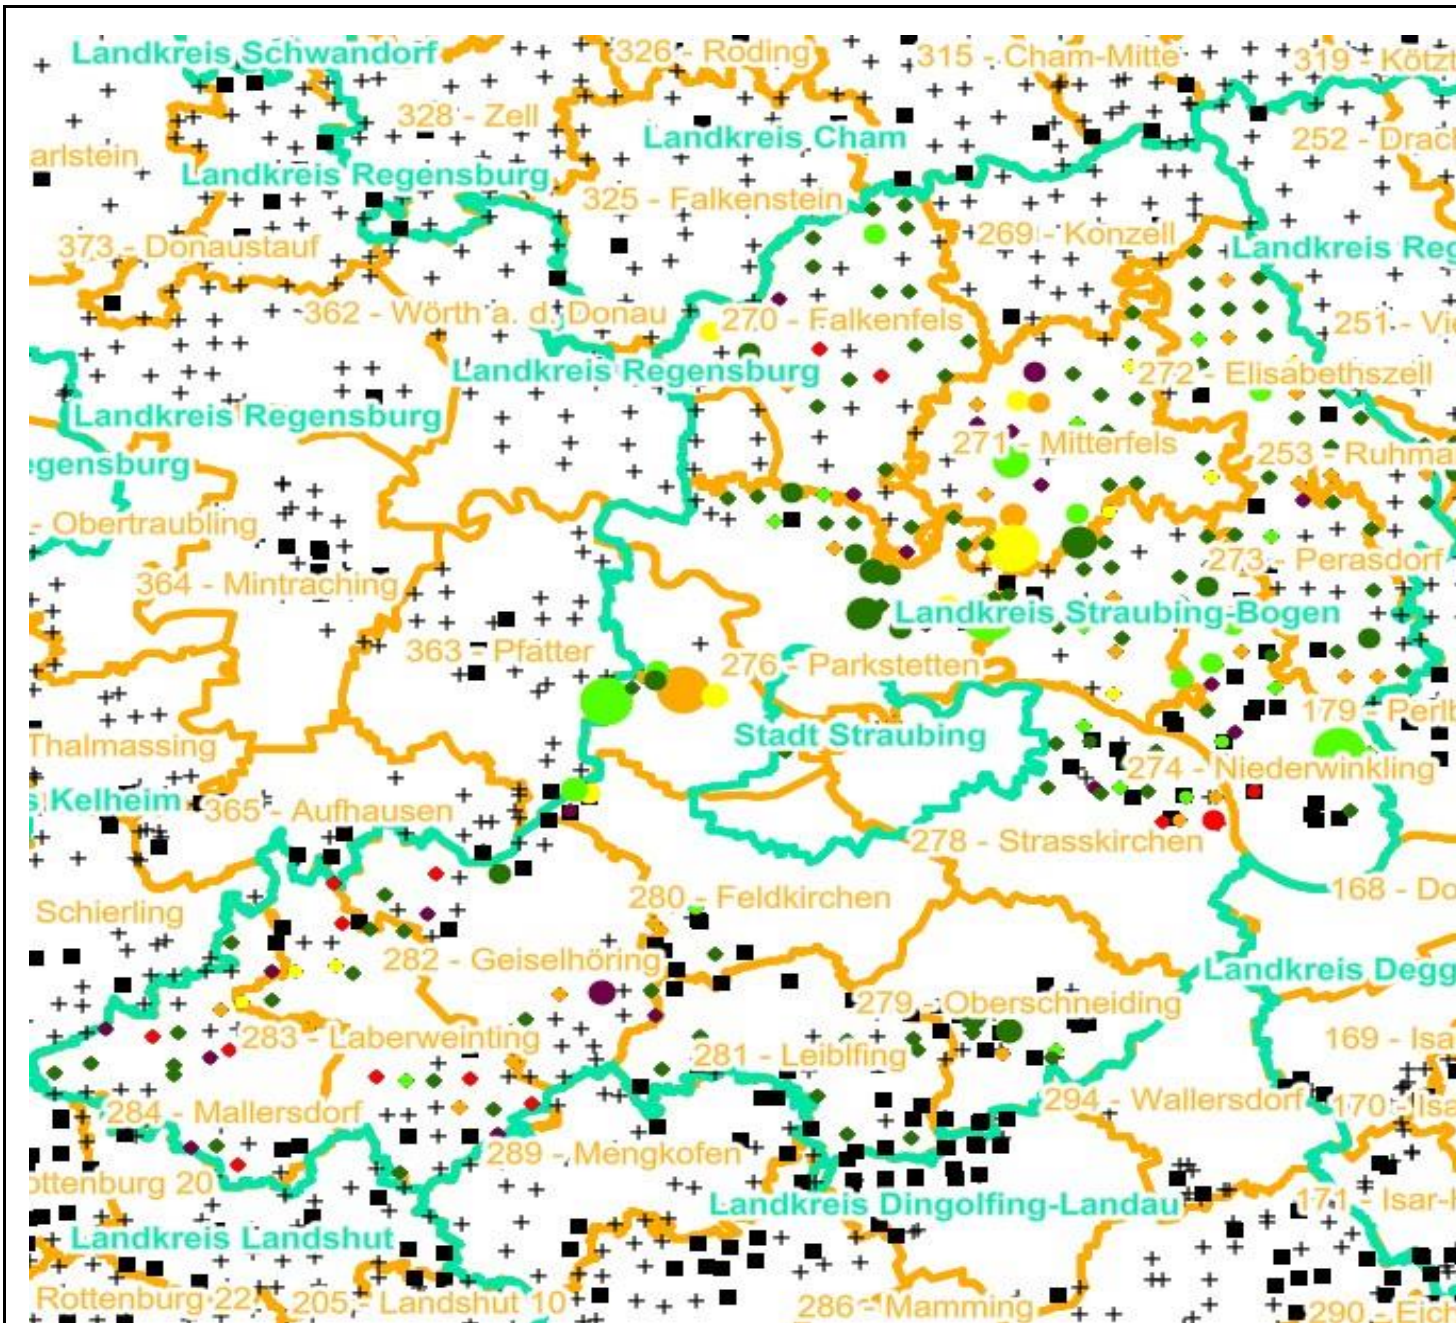 Landkreis Schwandorf
326 - Roding
315 - Cham-Mitte
319 - Kötzt
328 - Zell
Landkreis Cham
252 - Drach
arlstein
Landkreis Regensburg
325 - Falkenstein
373 - Donaustauf
269 - Konzell
Landkreis Reg
362 - Wörth a. d. Donau
270 - Falkenfels
251 - Vi
Landkreis Regensburg
272 - Elisabethszell
Landkreis Regensburg
271 - Mitterfels
253 - Ruhma
egensburg
- Obertraubling
364 - Mintraching
273 - Perasdorf
Landkreis Straubing-Bogen
363 - Pfatter
276 - Parkstetten
179 - Perl
Thalmassing
Stadt Straubing
274 - Niederwinkling
s Kelheim
365 - Aufhausen
278 - Strasskirchen
280 - Feldkirchen
168 - Do
Schierling
282 - Geiselhöring
Landkreis Degg
279 - Oberschneiding
283 - Laberweinting
281 - Leiblfing
169 - Isa
284 - Mallersdorf
294 - Wallersdorf
170 - Isa
289 - Mengkofen
ottenburg 20
Landkreis Dingolfing-Landau
171 - Isar-
Landkreis Landshut
Rottenburg 22
205 - Landshut 10
286 - Mamming
290 - Eich